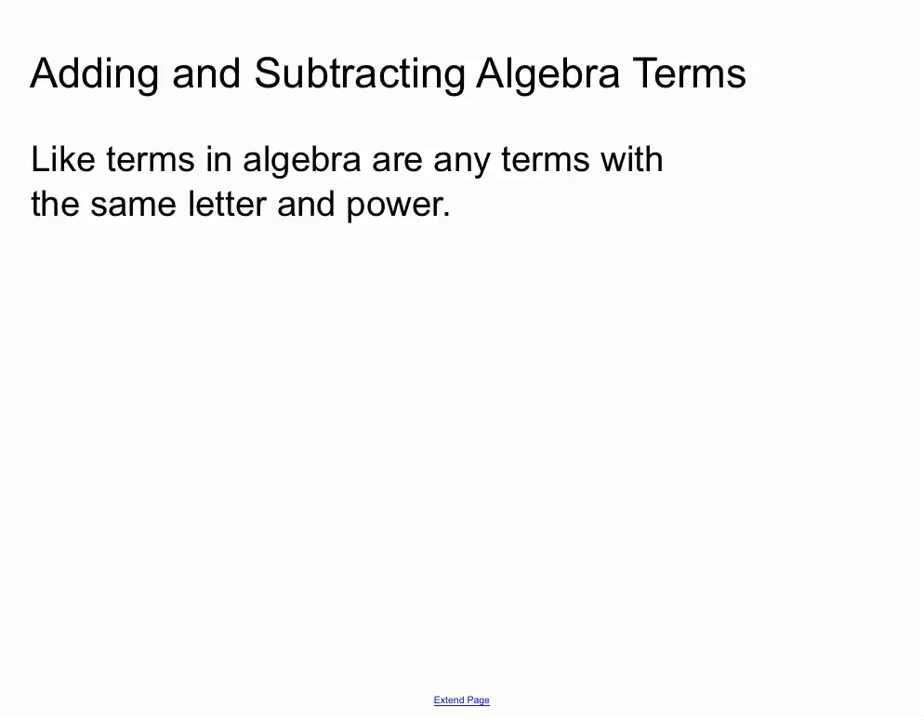 Adding and Subtracting Algebra Terms
Like terms in algebra are any terms with
the same letter and power.
Extend Page